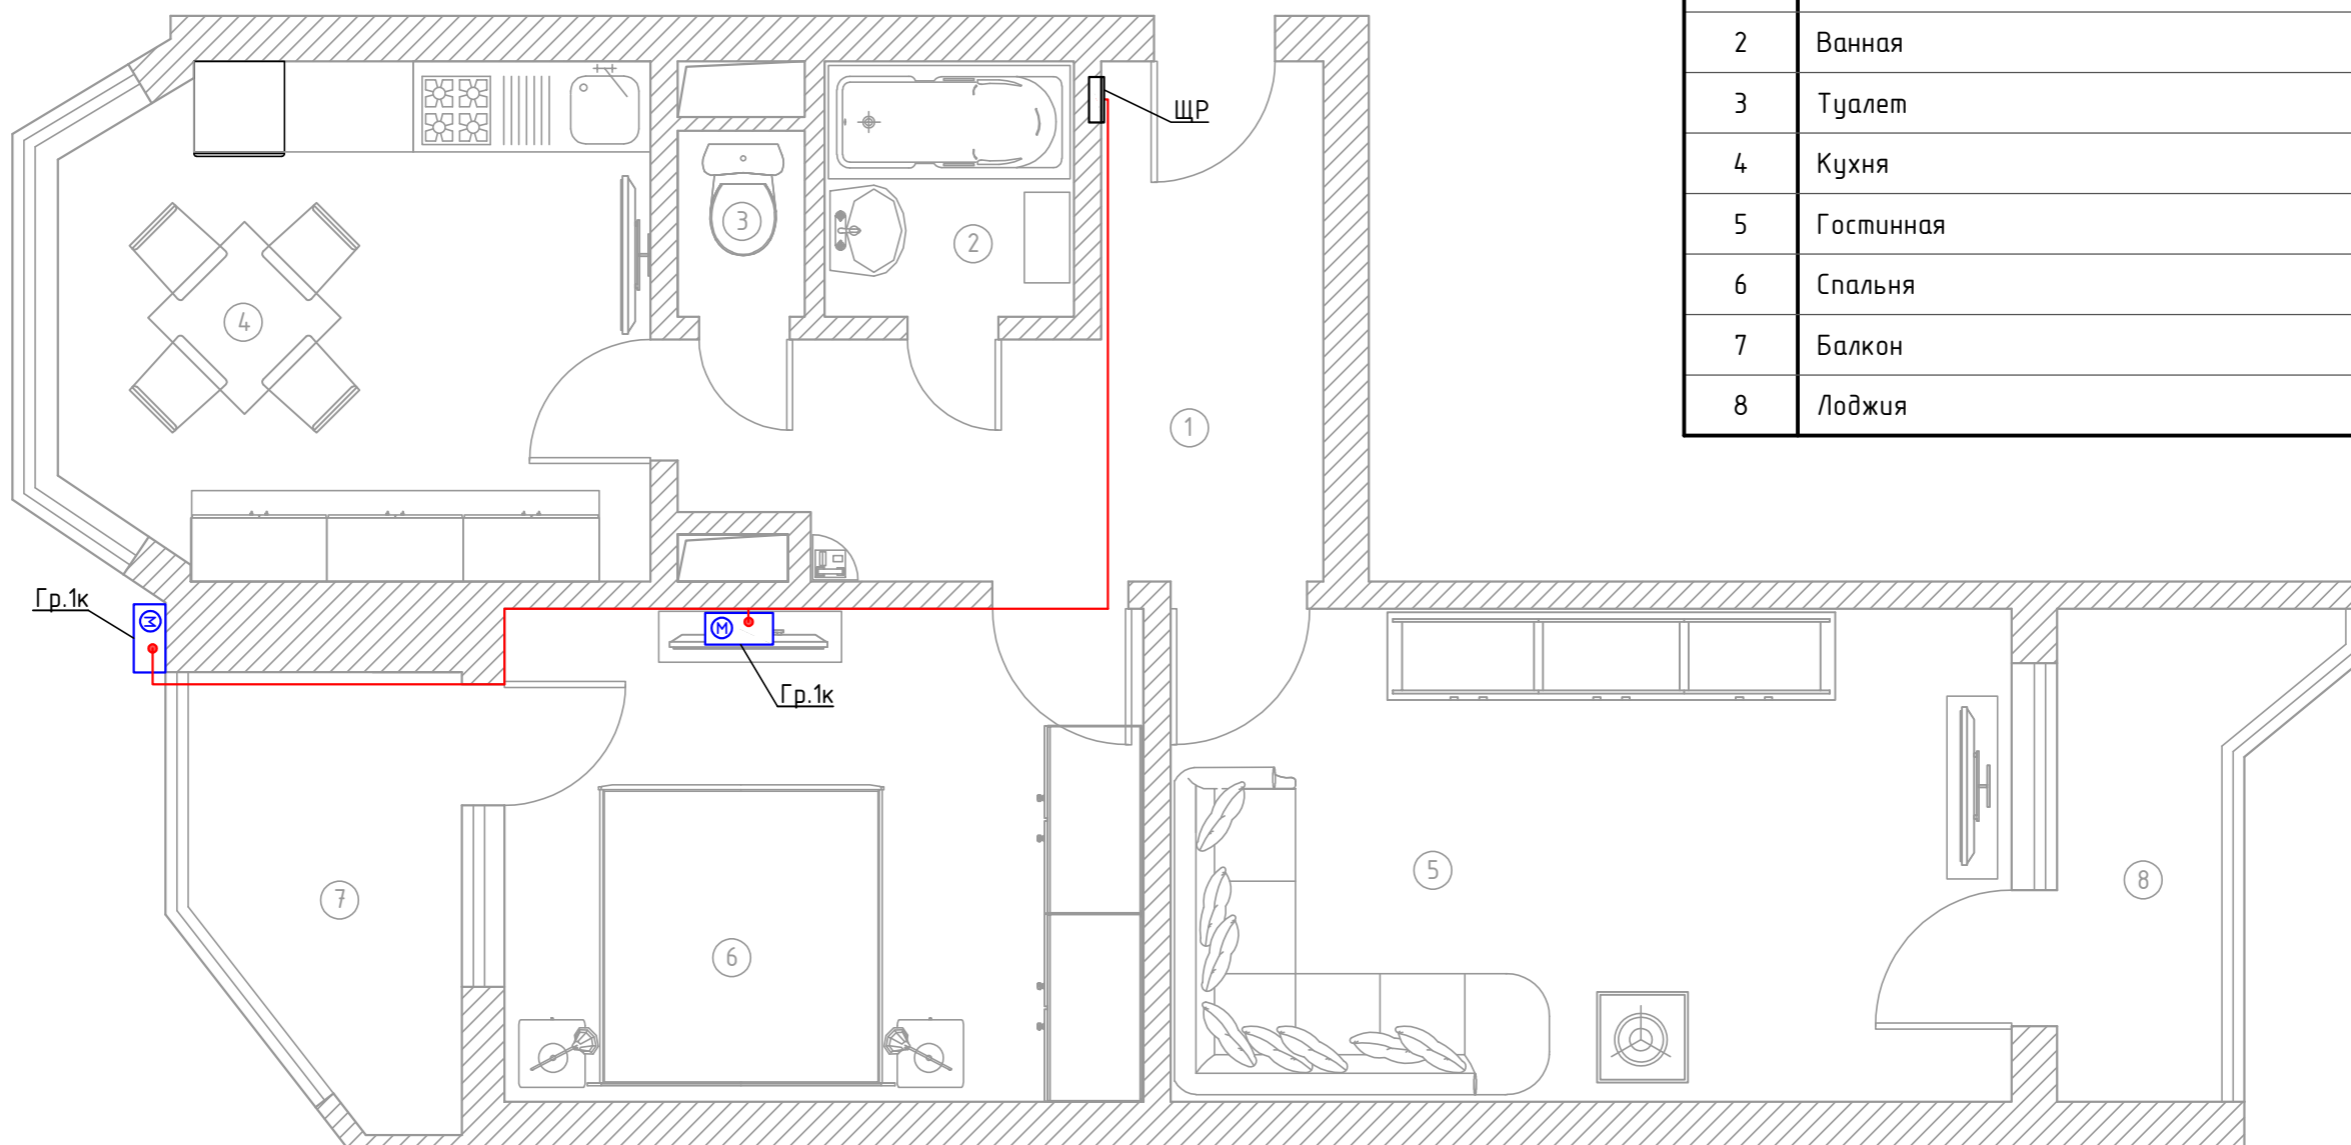 2 Ванная
3 Туалет
4 Кухня
5 Гостинная
6 Спальня
7 Балкон
8 Лоджия
ЩР
3
2
4
1
Гр.1к
М
М
Гр.1к
5
7
8
6